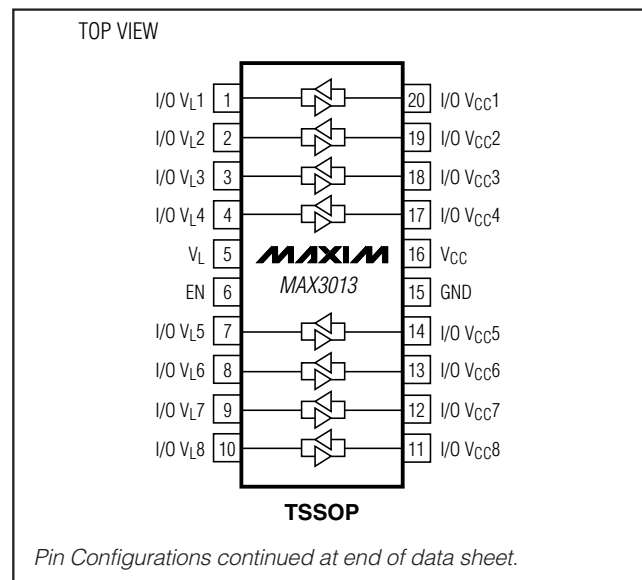 TOP VIEW
I/O VL1 1 20 I/O VCC1
I/O VL2 2 19 I/O VCC2
I/O VL3 3 18 I/O VCC3
I/O VL4 4 17 I/O VCC4
VL 5 MAXIM 16 VCC
EN 6 MAX3013 15 GND
I/O VL5 7 14 I/O VCC5
I/O VL6 8 13 I/O VCC6
I/O VL7 9 12 I/O VCC7
I/O VL8 10 11 I/O VCC8
TSSOP
Pin Configurations continued at end of data sheet.